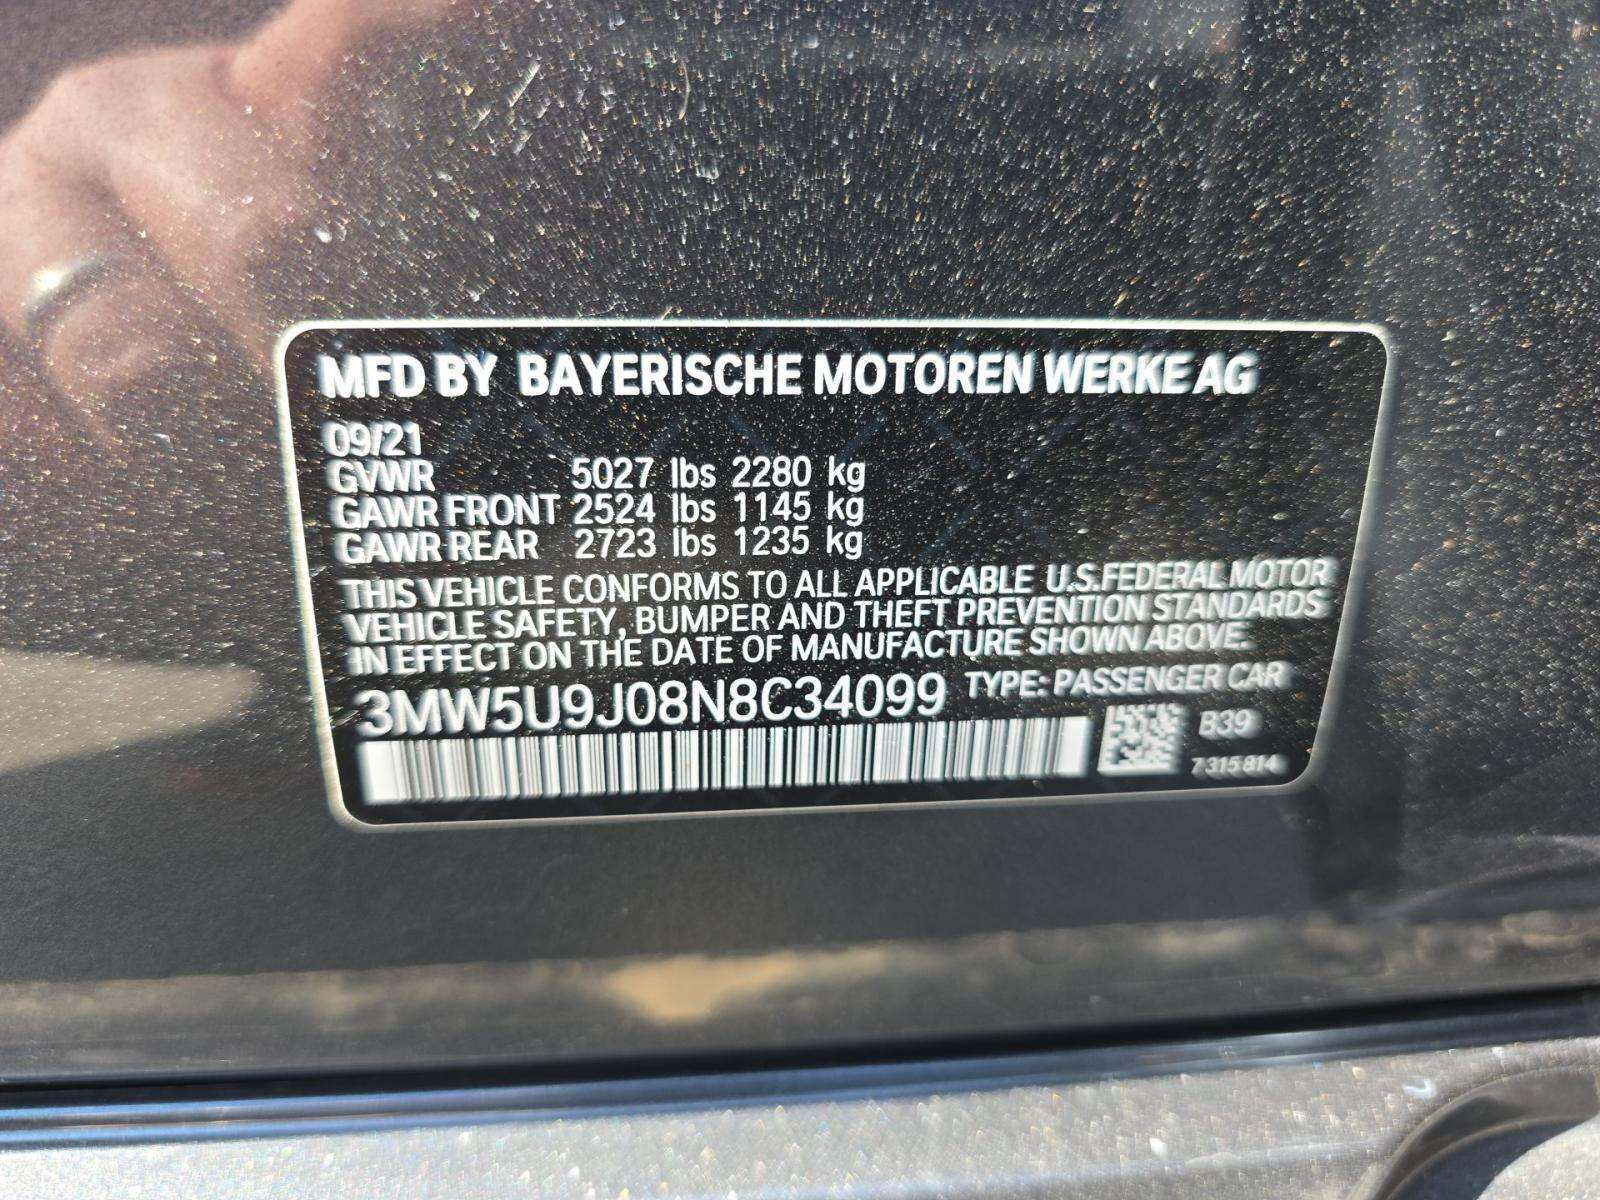 MFD BY BAYERISCHE MOTOREN WERKE AG
09/21
GVWR 5027 lbs 2280 kg
GAWR FRONT 2524 lbs 1145 kg
GAWR REAR 2723 lbs 1235 kg
THIS VEHICLE CONFORMS TO ALL APPLICABLE U.S.FEDERAL MOTOR
VEHICLE SAFETY, BUMPER AND THEFT PREVENTION STANDARDS
IN EFFECT ON THE DATE OF MANUFACTURE SHOWN ABOVE.
3MW5U9J08N8C34099 TYPE: PASSENGER CAR
B39
7 315 814